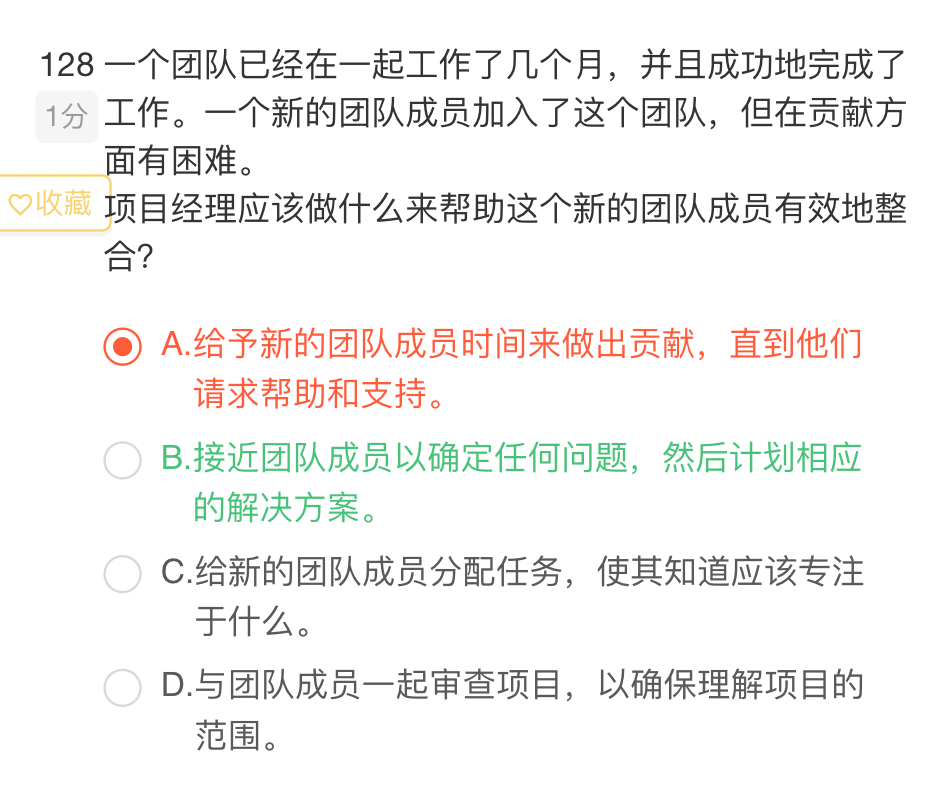 128 一个团队已经在一起工作了几个月，并且成功地完成了
1分 工作。一个新的团队成员加入了这个团队，但在贡献方
面有困难。
收藏 项目经理应该做什么来帮助这个新的团队成员有效地整
合?
A.给予新的团队成员时间来做出贡献，直到他们
请求帮助和支持。
B.接近团队成员以确定任何问题，然后计划相应
的解决方案。
C.给新的团队成员分配任务，使其知道应该专注
于什么。
D.与团队成员一起审查项目，以确保理解项目的
范围。